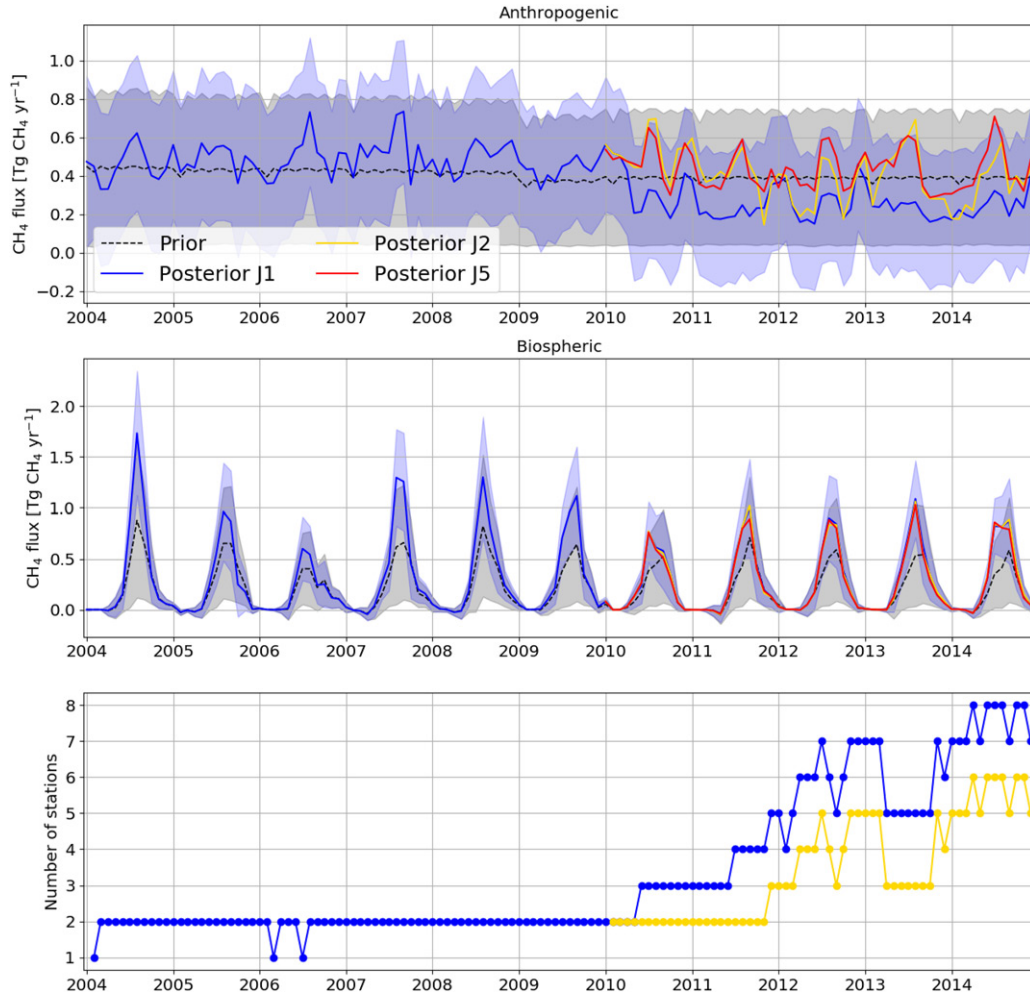 Anthropogenic
CH₄ flux [Tg CH₄ yr⁻¹]
1.0
0.8
0.6
0.4
0.2
0.0
−0.2
Prior
Posterior J1
Posterior J2
Posterior J5
2004 2005 2006 2007 2008 2009 2010 2011 2012 2013 2014
Biospheric
CH₄ flux [Tg CH₄ yr⁻¹]
2.0
1.5
1.0
0.5
0.0
2004 2005 2006 2007 2008 2009 2010 2011 2012 2013 2014
Number of stations
8
7
6
5
4
3
2
1
2004 2005 2006 2007 2008 2009 2010 2011 2012 2013 2014